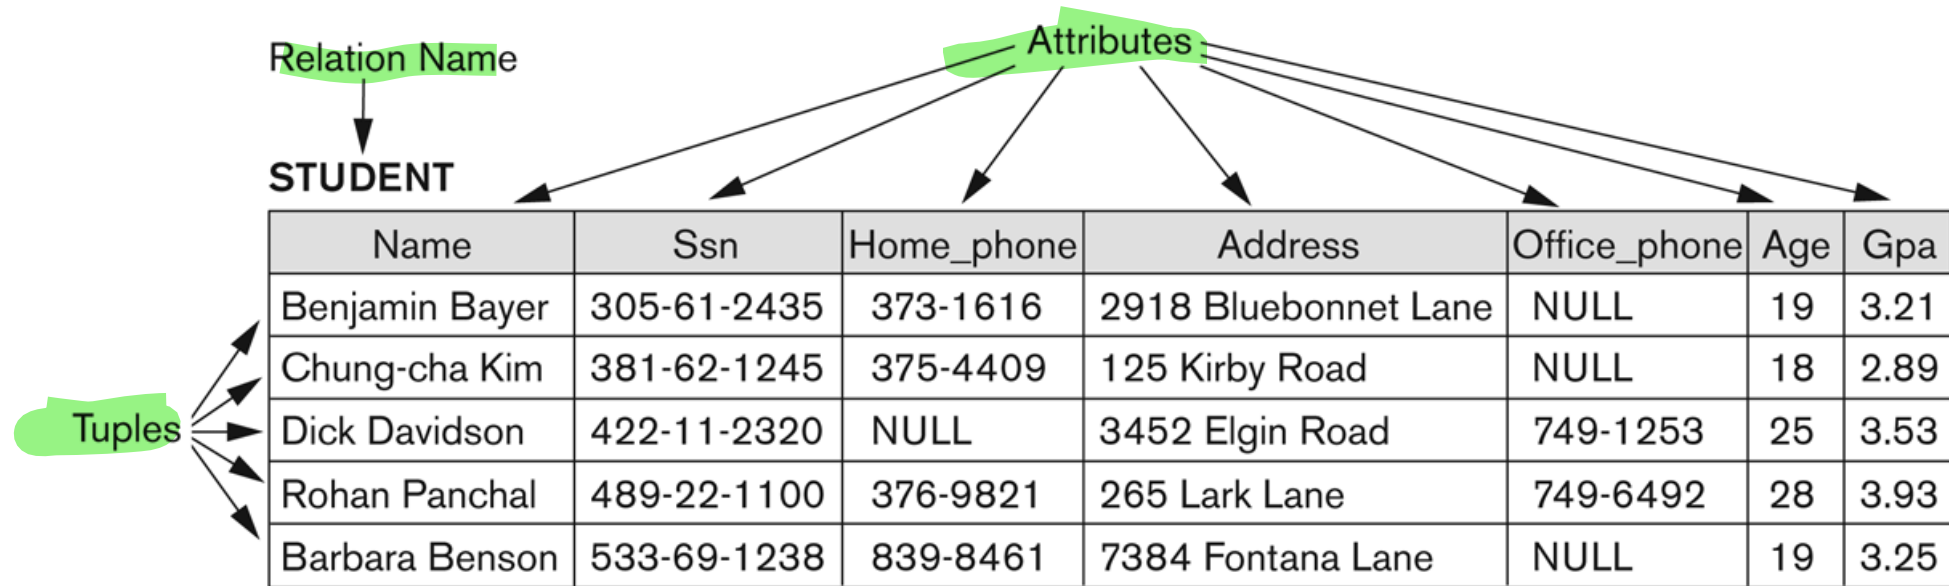 Relation Name
Attributes
STUDENT
Name Ssn Home_phone Address Office_phone Age Gpa
Benjamin Bayer 305-61-2435 373-1616 2918 Bluebonnet Lane NULL 19 3.21
Chung-cha Kim 381-62-1245 375-4409 125 Kirby Road NULL 18 2.89
Tuples
Dick Davidson 422-11-2320 NULL 3452 Elgin Road 749-1253 25 3.53
Rohan Panchal 489-22-1100 376-9821 265 Lark Lane 749-6492 28 3.93
Barbara Benson 533-69-1238 839-8461 7384 Fontana Lane NULL 19 3.25